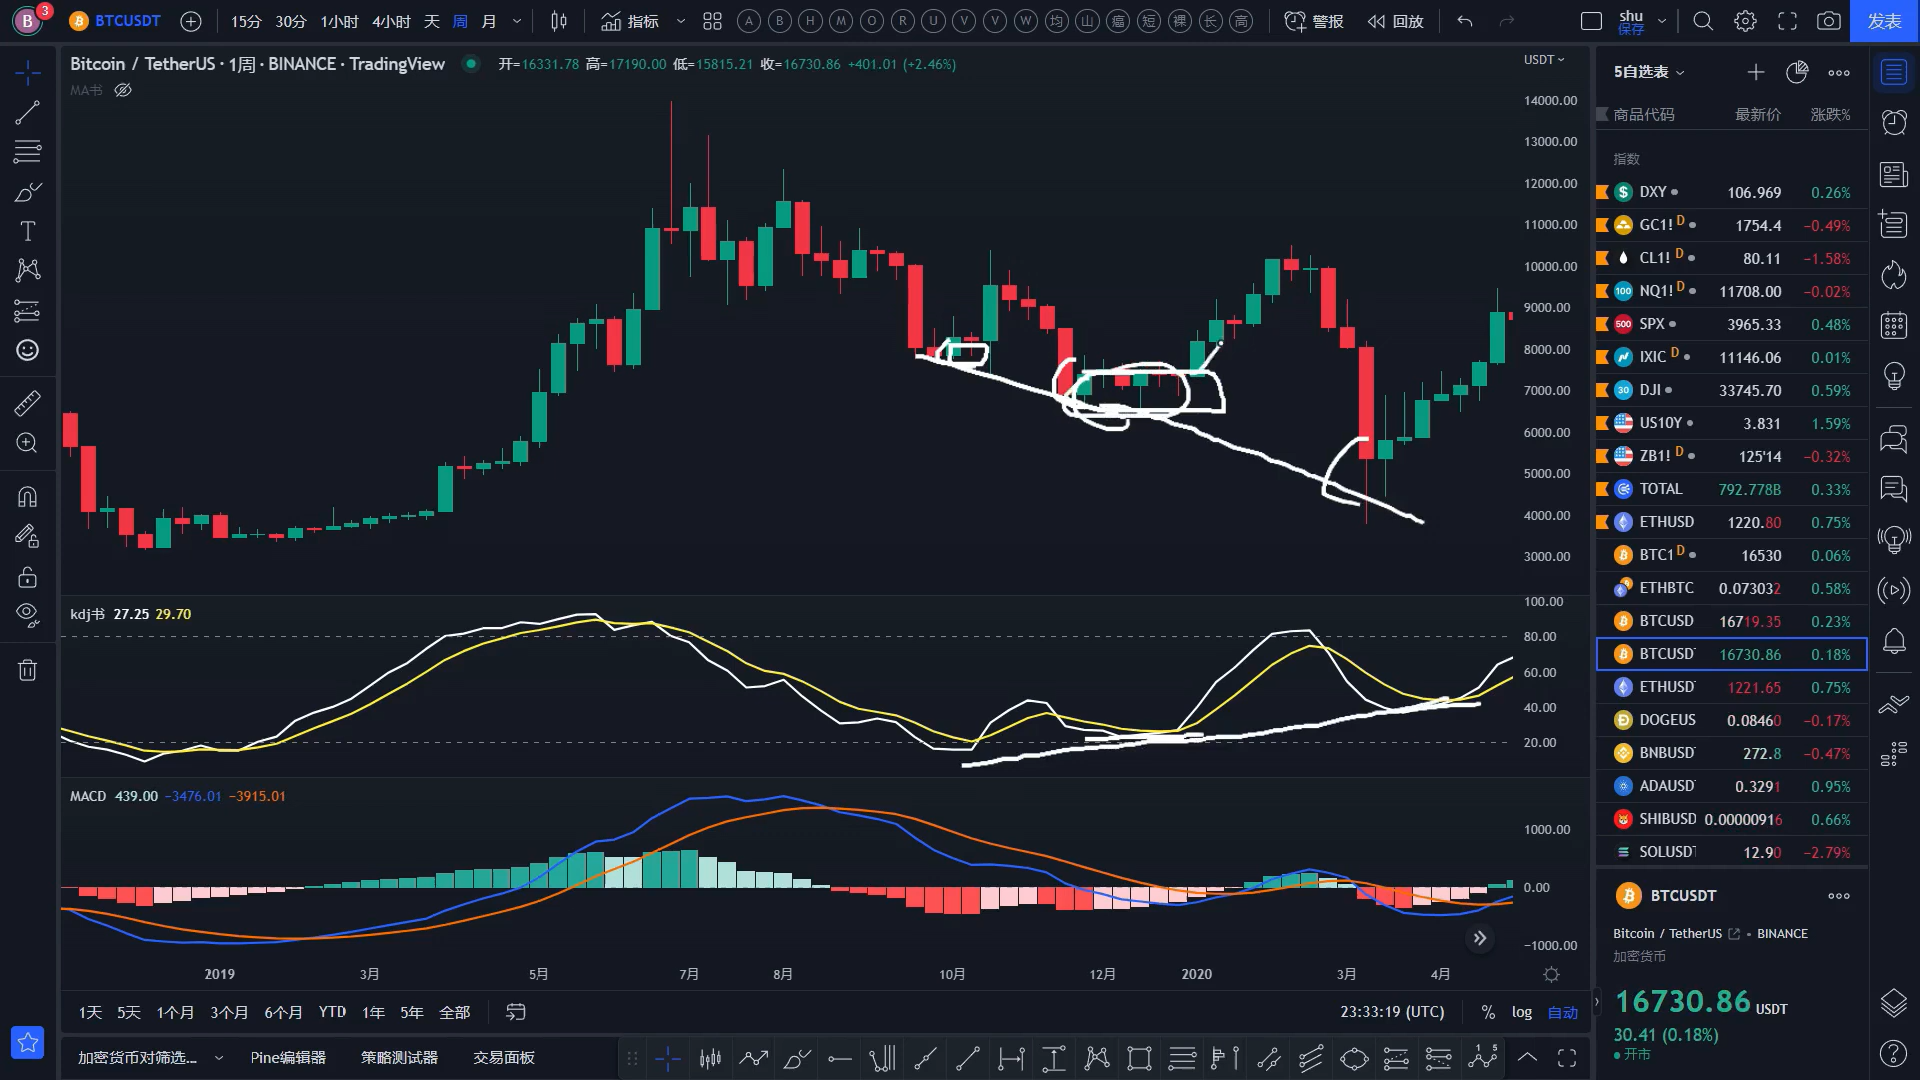 B 3 BTCUSDT 15分 30分 1小时 4小时 天 周 月 指标 A B H M O R U V V W 均 山 瘟 短 裸 长 高 警报 回放 shu 保存 发表
Bitcoin / TetherUS · 1周 · BINANCE · TradingView 开=16331.78 高=17190.00 低=15815.21 收=16730.86 +401.01 (+2.46%)
MA书
USDT
14000.00
13000.00
12000.00
11000.00
10000.00
9000.00
8000.00
7000.00
6000.00
5000.00
4000.00
3000.00
kdj书 27.25 29.70
100.00
80.00
60.00
40.00
20.00
MACD 439.00 −3476.01 −3915.01
1000.00
0.00
−1000.00
2019 3月 5月 7月 8月 10月 12月 2020 3月 4月
1天 5天 1个月 3个月 6个月 YTD 1年 5年 全部 23:33:19 (UTC) % log 自动
加密货币对筛选... Pine编辑器 策略测试器 交易面板
5自选表
商品代码 最新价 涨跌%
指数
DXY 106.969 0.26%
GC1! D 1754.4 −0.49%
CL1! D 80.11 −1.58%
100 NQ1! D 11708.00 −0.02%
500 SPX 3965.33 0.48%
IXIC D 11146.06 0.01%
30 DJI 33745.70 0.59%
US10Y 3.831 1.59%
ZB1! D 125'14 −0.32%
TOTAL 792.778B 0.33%
ETHUSD 1220.80 0.75%
BTC1 D 16530 0.06%
ETHBTC 0.073032 0.58%
BTCUSD 16719.35 0.23%
BTCUSD 16730.86 0.18%
ETHUSD 1221.65 0.75%
DOGEUS 0.08460 −0.17%
BNBUSD 272.8 −0.47%
ADAUSD 0.3291 0.95%
SHIBUSD 0.00000916 0.66%
SOLUSD 12.90 −2.79%
BTCUSDT
Bitcoin / TetherUS • BINANCE
加密货币
16730.86 USDT
30.41 (0.18%)
开市